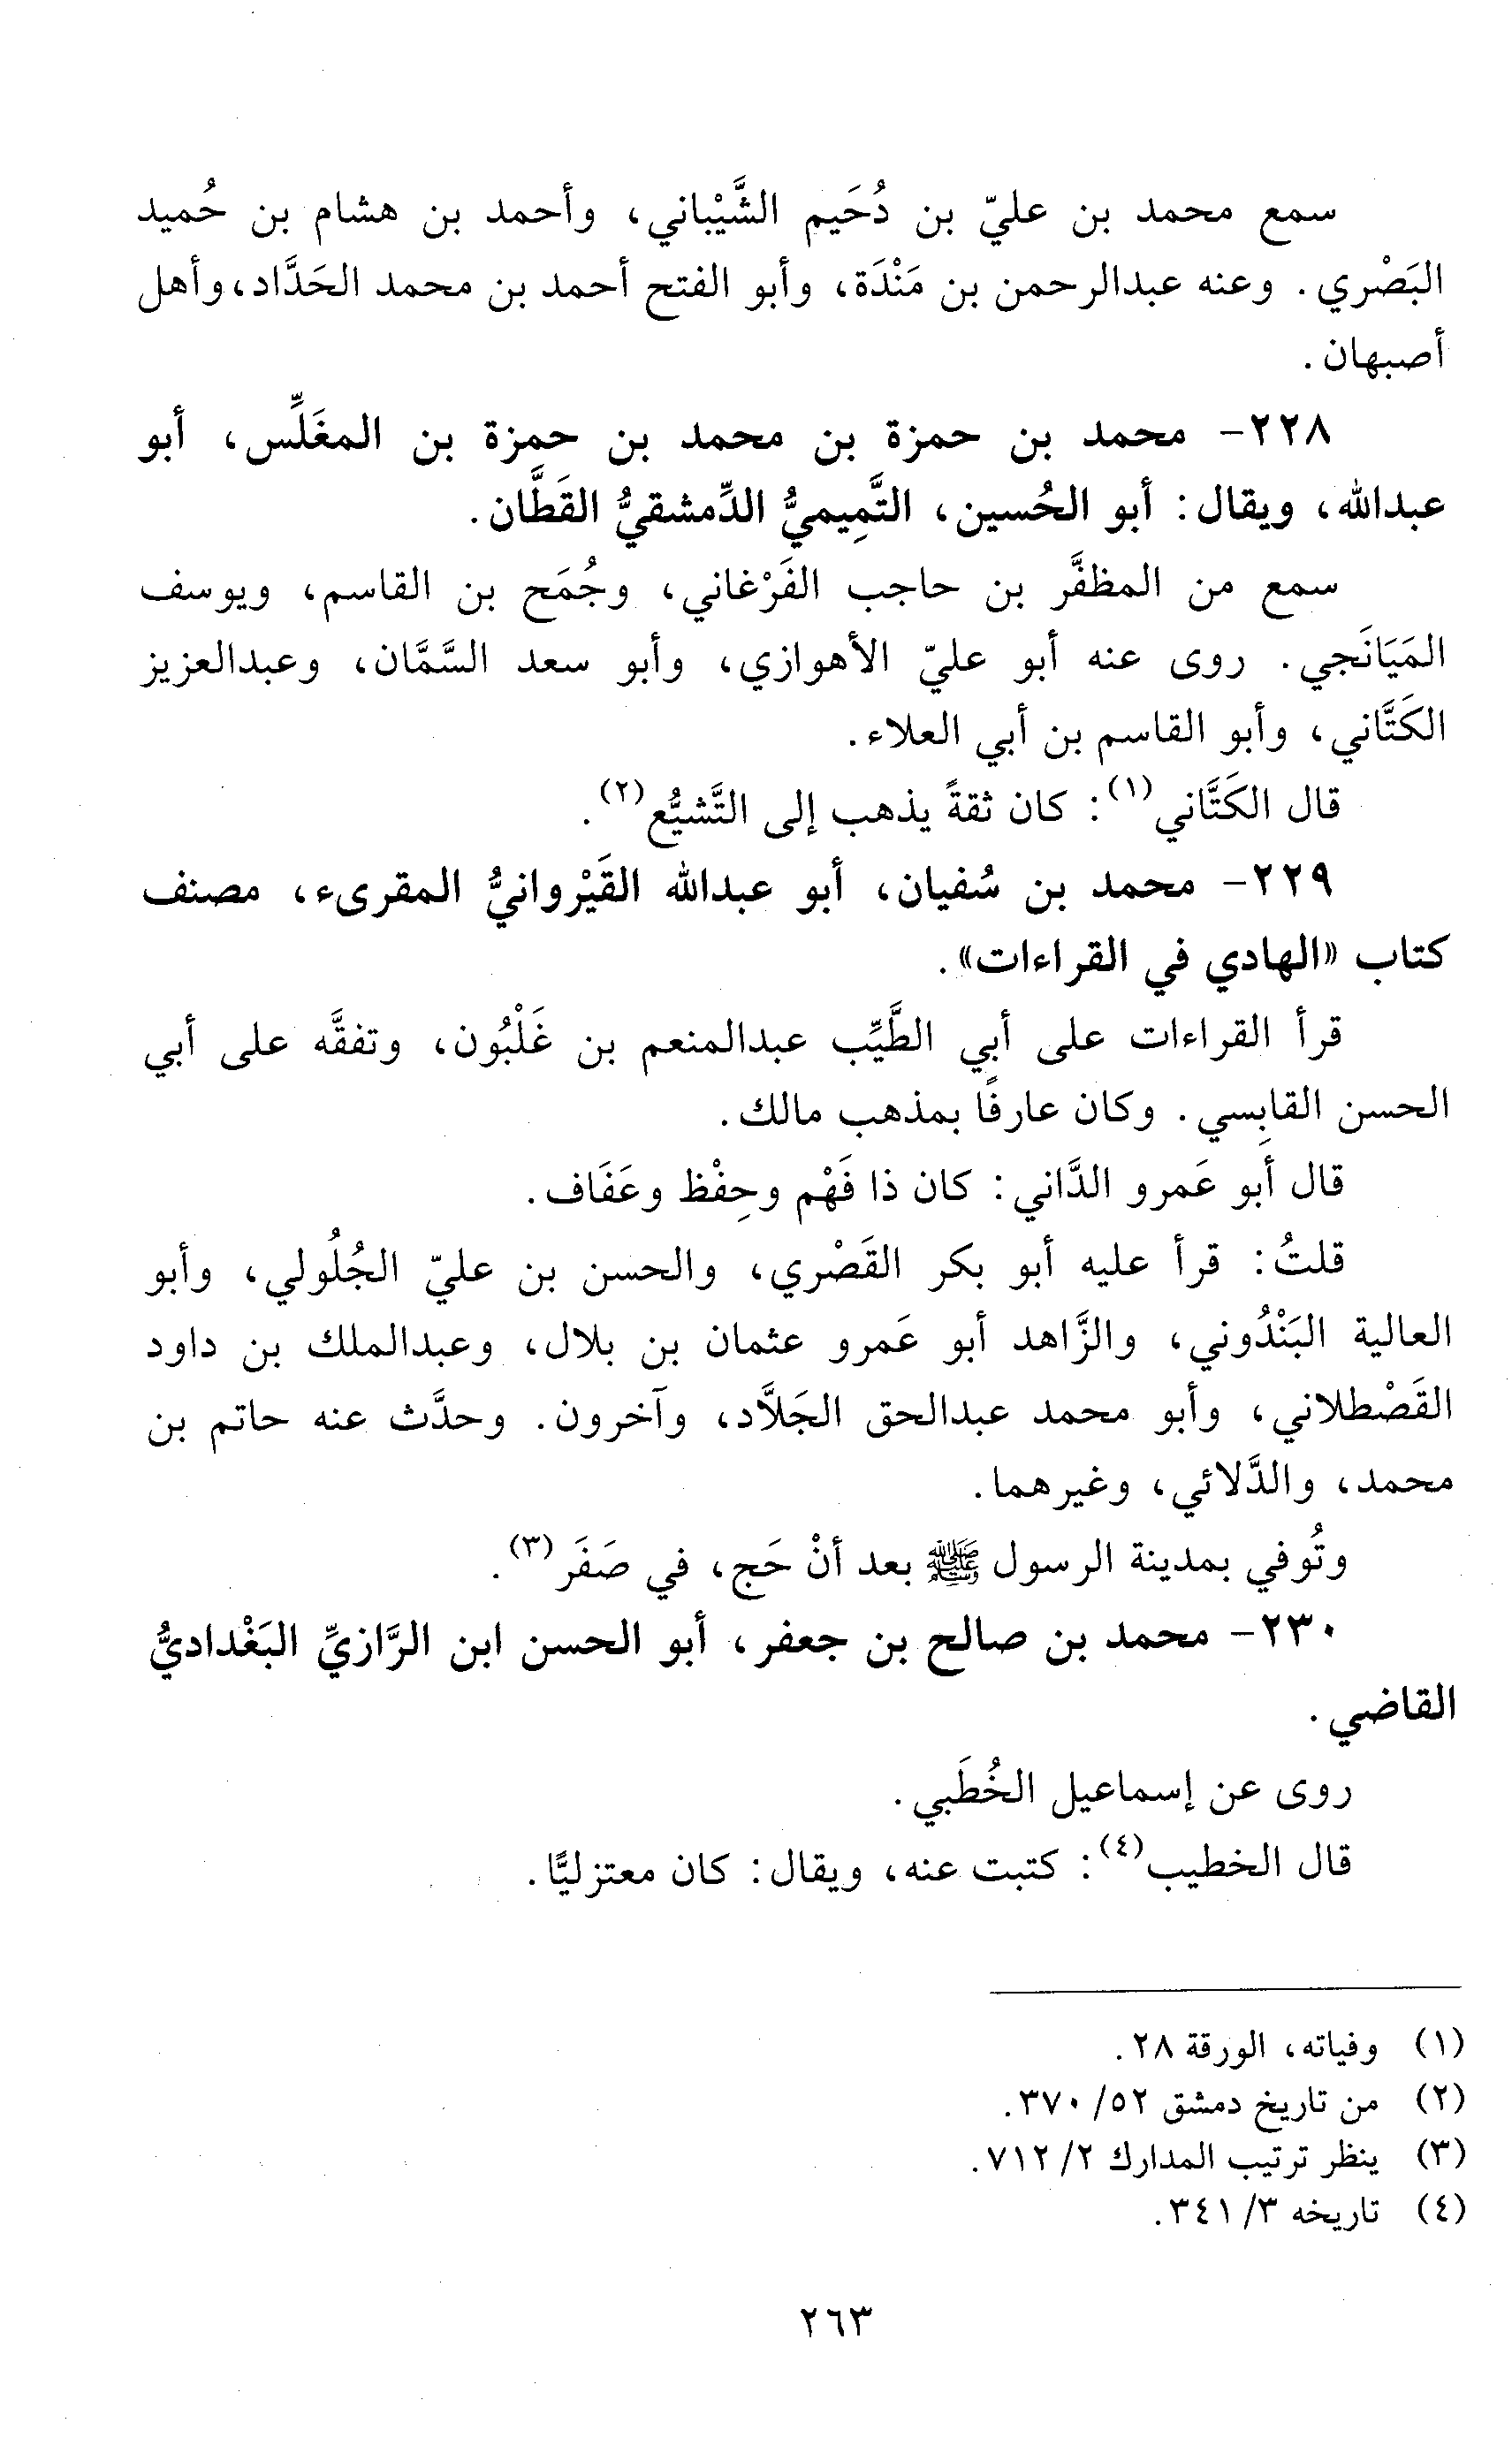 سمع محمد بن عليّ بن دُحَيم الشَّيْباني، وأحمد بن هشام بن حُميد
البَصْري. وعنه عبدالرحمن بن مَنْدَة، وأبو الفتح أحمد بن محمد الحَدَّاد، وأهل
أصبهان.
٢٢٨- محمد بن حمزة بن محمد بن حمزة بن المغَلِّس، أبو
عبدالله، ويقال: أبو الحُسين، التَّمِيميُّ الدِّمشقيُّ القَطَّان.
سمع من المظفَّر بن حاجب الفَرْغاني، وجُمَح بن القاسم، ويوسف
المَيَانَجي. روى عنه أبو عليّ الأهوازي، وأبو سعد السَّمَّان، وعبدالعزيز
الكَتَّاني، وأبو القاسم بن أبي العلاء.
قال الكَتَّاني(١): كان ثقةً يذهب إلى التَّشيُّع(٢).
٢٢٩- محمد بن سُفيان، أبو عبدالله القَيْروانيُّ المقرىء، مصنف
كتاب «الهادي في القراءات».
قرأ القراءات على أبي الطَّيِّب عبدالمنعم بن غَلْبُون، وتفقَّه على أبي
الحسن القابِسي. وكان عارفًا بمذهب مالك.
قال أبو عَمرو الدَّاني: كان ذا فَهْم وحِفْظ وعَفَاف.
قلتُ: قرأ عليه أبو بكر القَصْري، والحسن بن عليّ الجُلُولي، وأبو
العالية البَنْدُوني، والزَّاهد أبو عَمرو عثمان بن بلال، وعبدالملك بن داود
القَصْطلاني، وأبو محمد عبدالحق الجَلَّاد، وآخرون. وحدَّث عنه حاتم بن
محمد، والدَّلائي، وغيرهما.
وتُوفي بمدينة الرسول ﷺ بعد أنْ حَج، في صَفَر(٣).
٢٣٠- محمد بن صالح بن جعفر، أبو الحسن ابن الرَّازيِّ البَغْداديُّ
القاضي.
روى عن إسماعيل الخُطَبي.
قال الخطيب(٤): كتبت عنه، ويقال: كان معتزليًّا.
(١) وفياته، الورقة ٢٨.
(٢) من تاريخ دمشق ٥٢/ ٣٧٠.
(٣) ينظر ترتيب المدارك ٢/ ٧١٢.
(٤) تاريخه ٣/ ٣٤١.
٢٦٣